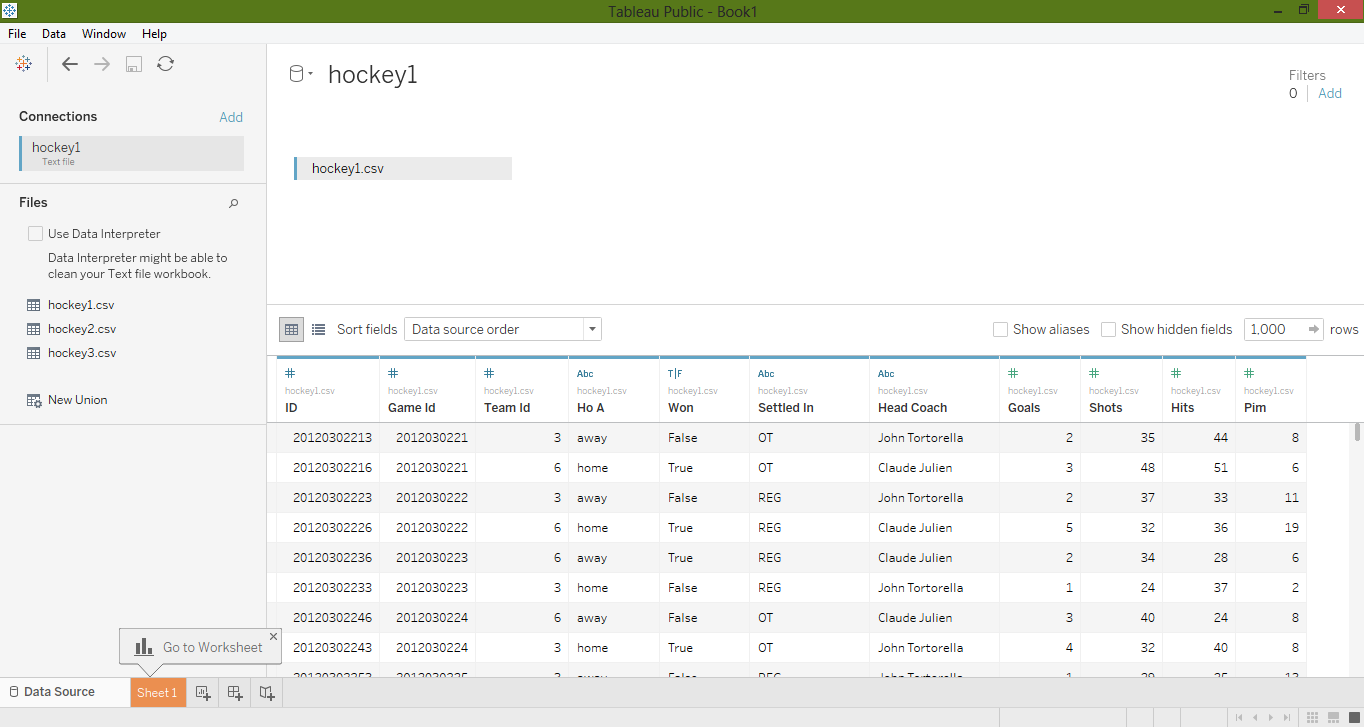 Tableau Public - Book1
File Data Window Help
hockey1
Filters
0 Add
Connections Add
hockey1
Text file
hockey1.csv
Files
Use Data Interpreter
Data Interpreter might be able to
clean your Text file workbook.
hockey1.csv
hockey2.csv
hockey3.csv
New Union
Sort fields Data source order Show aliases Show hidden fields 1,000 rows
# # # Abc T|F Abc Abc # # # #
hockey1.csv hockey1.csv hockey1.csv hockey1.csv hockey1.csv hockey1.csv hockey1.csv hockey1.csv hockey1.csv hockey1.csv hockey1.csv
ID Game Id Team Id Ho A Won Settled In Head Coach Goals Shots Hits Pim
20120302213 2012030221 3 away False OT John Tortorella 2 35 44 8
20120302216 2012030221 6 home True OT Claude Julien 3 48 51 6
20120302223 2012030222 3 away False REG John Tortorella 2 37 33 11
20120302226 2012030222 6 home True REG Claude Julien 5 32 36 19
20120302236 2012030223 6 away True REG Claude Julien 2 34 28 6
20120302233 2012030223 3 home False REG John Tortorella 1 24 37 2
20120302246 2012030224 6 away False OT Claude Julien 3 40 24 8
20120302243 2012030224 3 home True OT John Tortorella 4 32 40 8
Go to Worksheet
Data Source Sheet 1